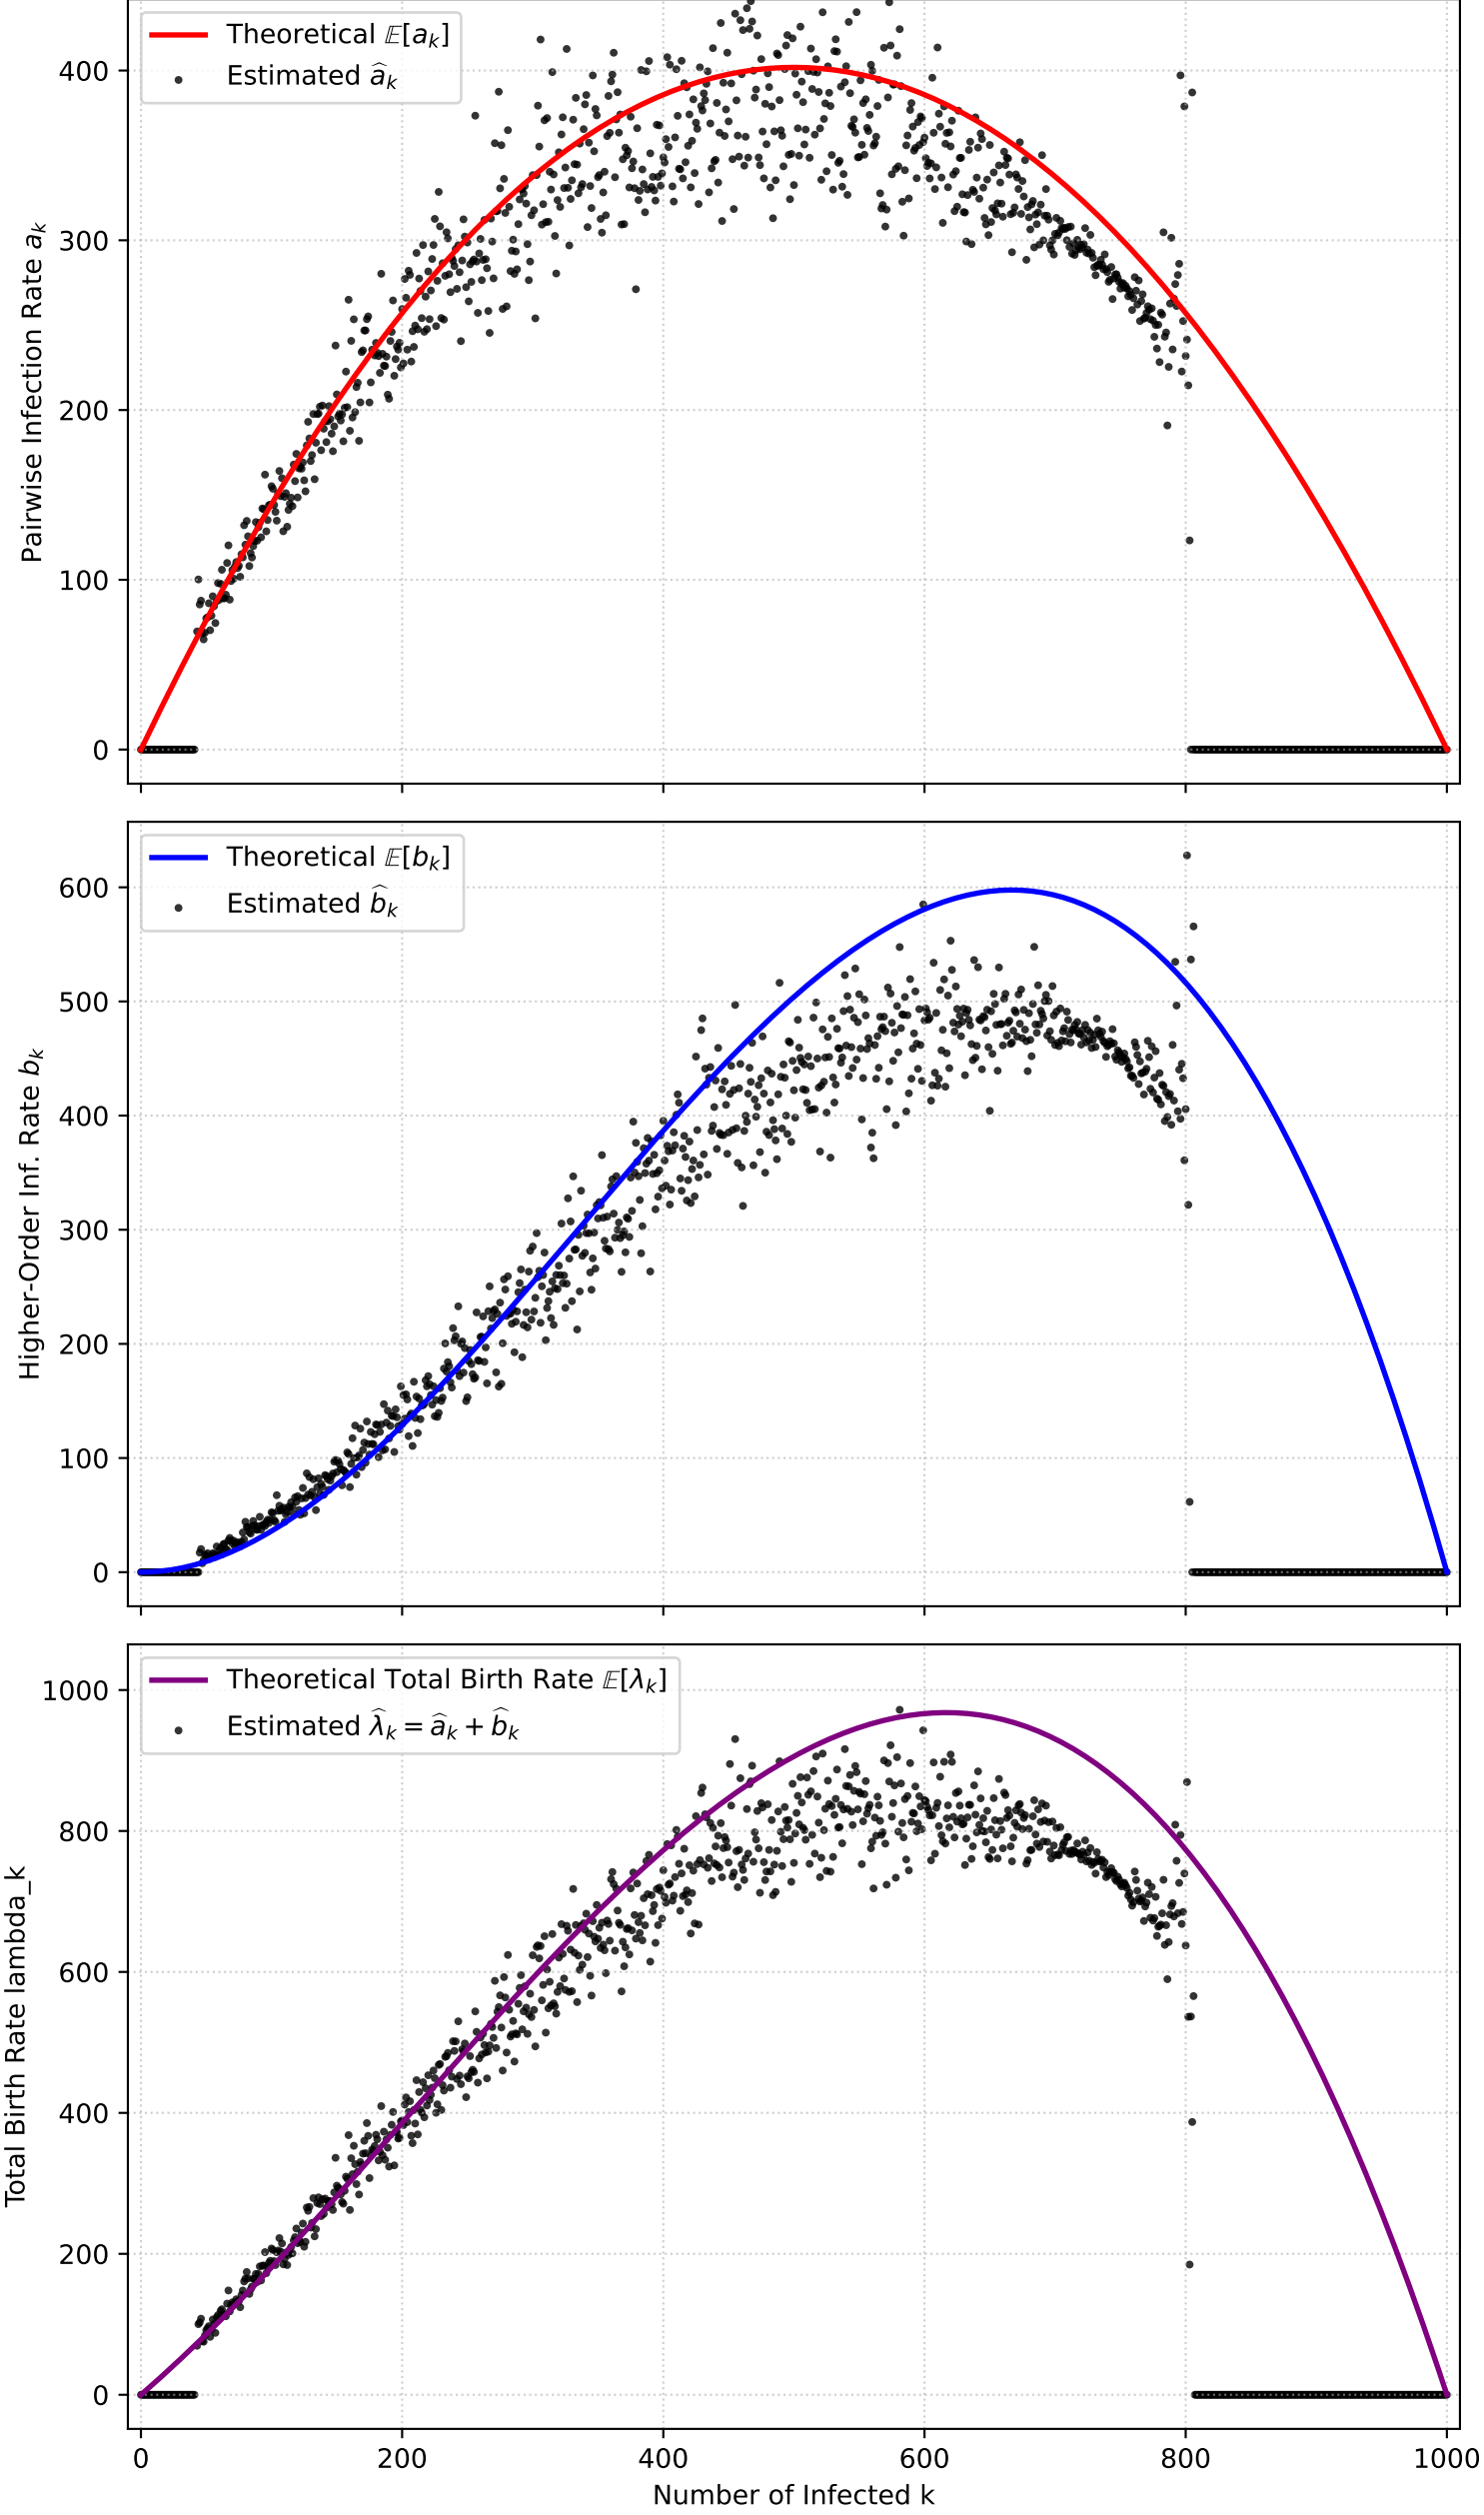 Theoretical 𝔼[a_k]
Estimated â_k
400
300
200
100
0
Pairwise Infection Rate a_k
Theoretical 𝔼[b_k]
Estimated b̂_k
600
500
400
300
200
100
0
Higher-Order Inf. Rate b_k
Theoretical Total Birth Rate 𝔼[λ_k]
Estimated λ̂_k = â_k + b̂_k
1000
800
600
400
200
0
Total Birth Rate lambda_k
0 200 400 600 800 1000
Number of Infected k